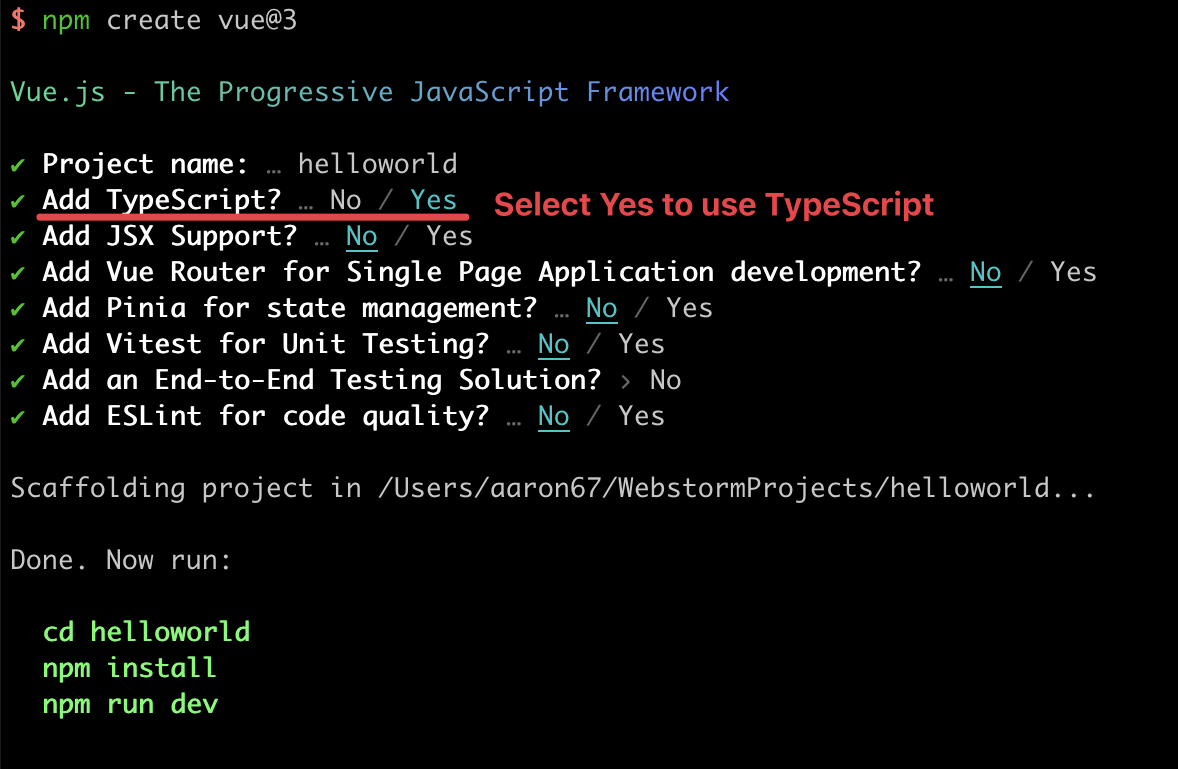 $ npm create vue@3
Vue.js - The Progressive JavaScript Framework
✔ Project name: … helloworld
✔ Add TypeScript? … No / Yes Select Yes to use TypeScript
✔ Add JSX Support? … No / Yes
✔ Add Vue Router for Single Page Application development? … No / Yes
✔ Add Pinia for state management? … No / Yes
✔ Add Vitest for Unit Testing? … No / Yes
✔ Add an End-to-End Testing Solution? › No
✔ Add ESLint for code quality? … No / Yes
Scaffolding project in /Users/aaron67/WebstormProjects/helloworld...
Done. Now run:
cd helloworld
npm install
npm run dev